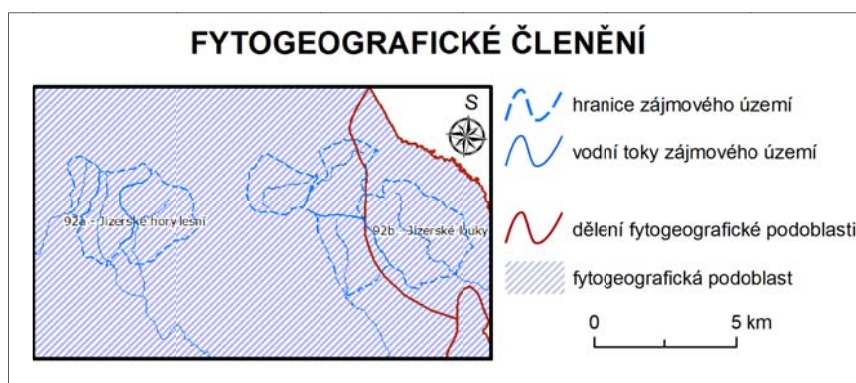 FYTOGEOGRAFICKÉ ČLENĚNÍ
S
92a - Jizerské hory lesní
92b - Jizerské louky
hranice zájmového území
vodní toky zájmového území
dělení fytogeografické podoblasti
fytogeografická podoblast
0 5 km